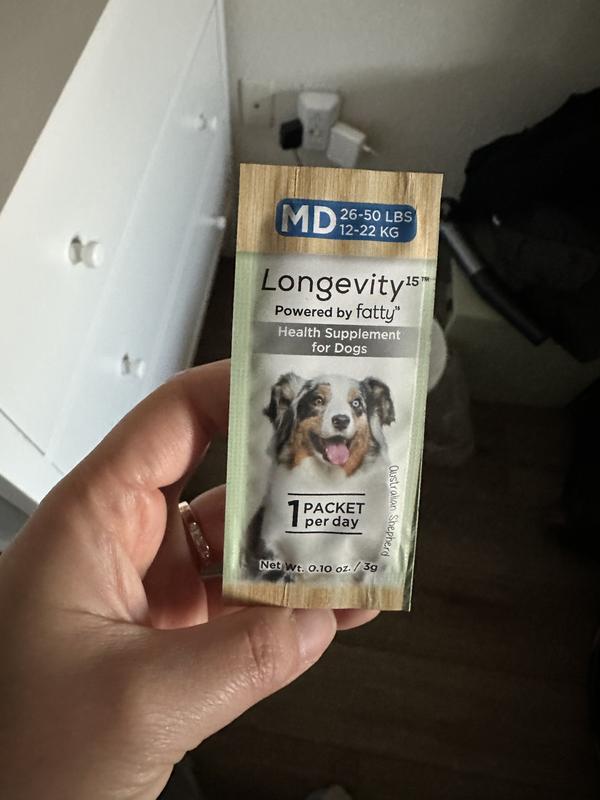 MD 26-50 LBS
12-22 KG
Longevity15™
Powered by fatty15
Health Supplement
for Dogs
Australian Shepherd
1 PACKET
per day
Net Wt. 0.10 oz. / 3g